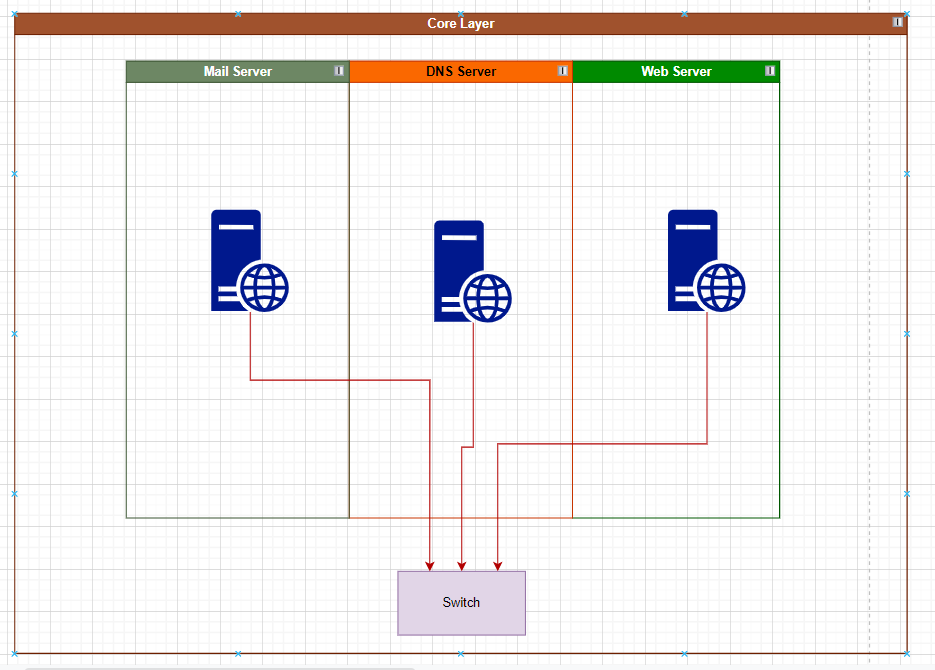 Core Layer
Mail Server
DNS Server
Web Server
Switch